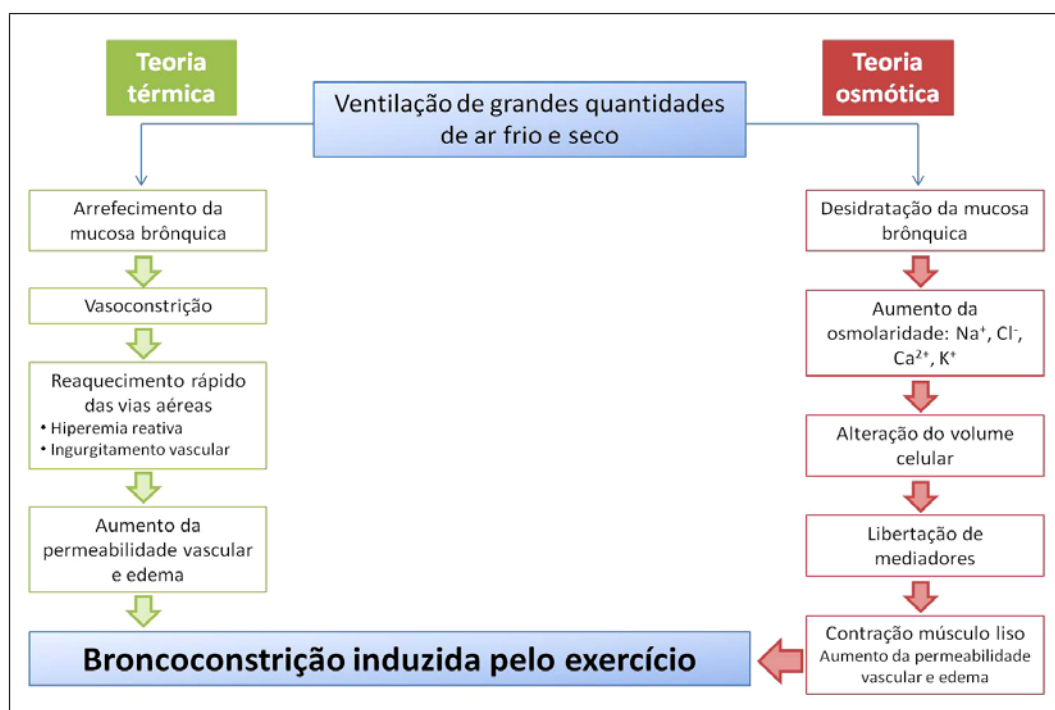 Teoria
térmica
Ventilação de grandes quantidades
de ar frio e seco
Teoria
osmótica
Arrefecimento da
mucosa brônquica
Vasoconstrição
Reaquecimento rápido
das vias aéreas
• Hiperemia reativa
• Ingurgitamento vascular
Aumento da
permeabilidade vascular
e edema
Desidratação da mucosa
brônquica
Aumento da
osmolaridade: Na⁺, Cl⁻,
Ca²⁺, K⁺
Alteração do volume
celular
Libertação de
mediadores
Contração músculo liso
Aumento da permeabilidade
vascular e edema
Broncoconstrição induzida pelo exercício